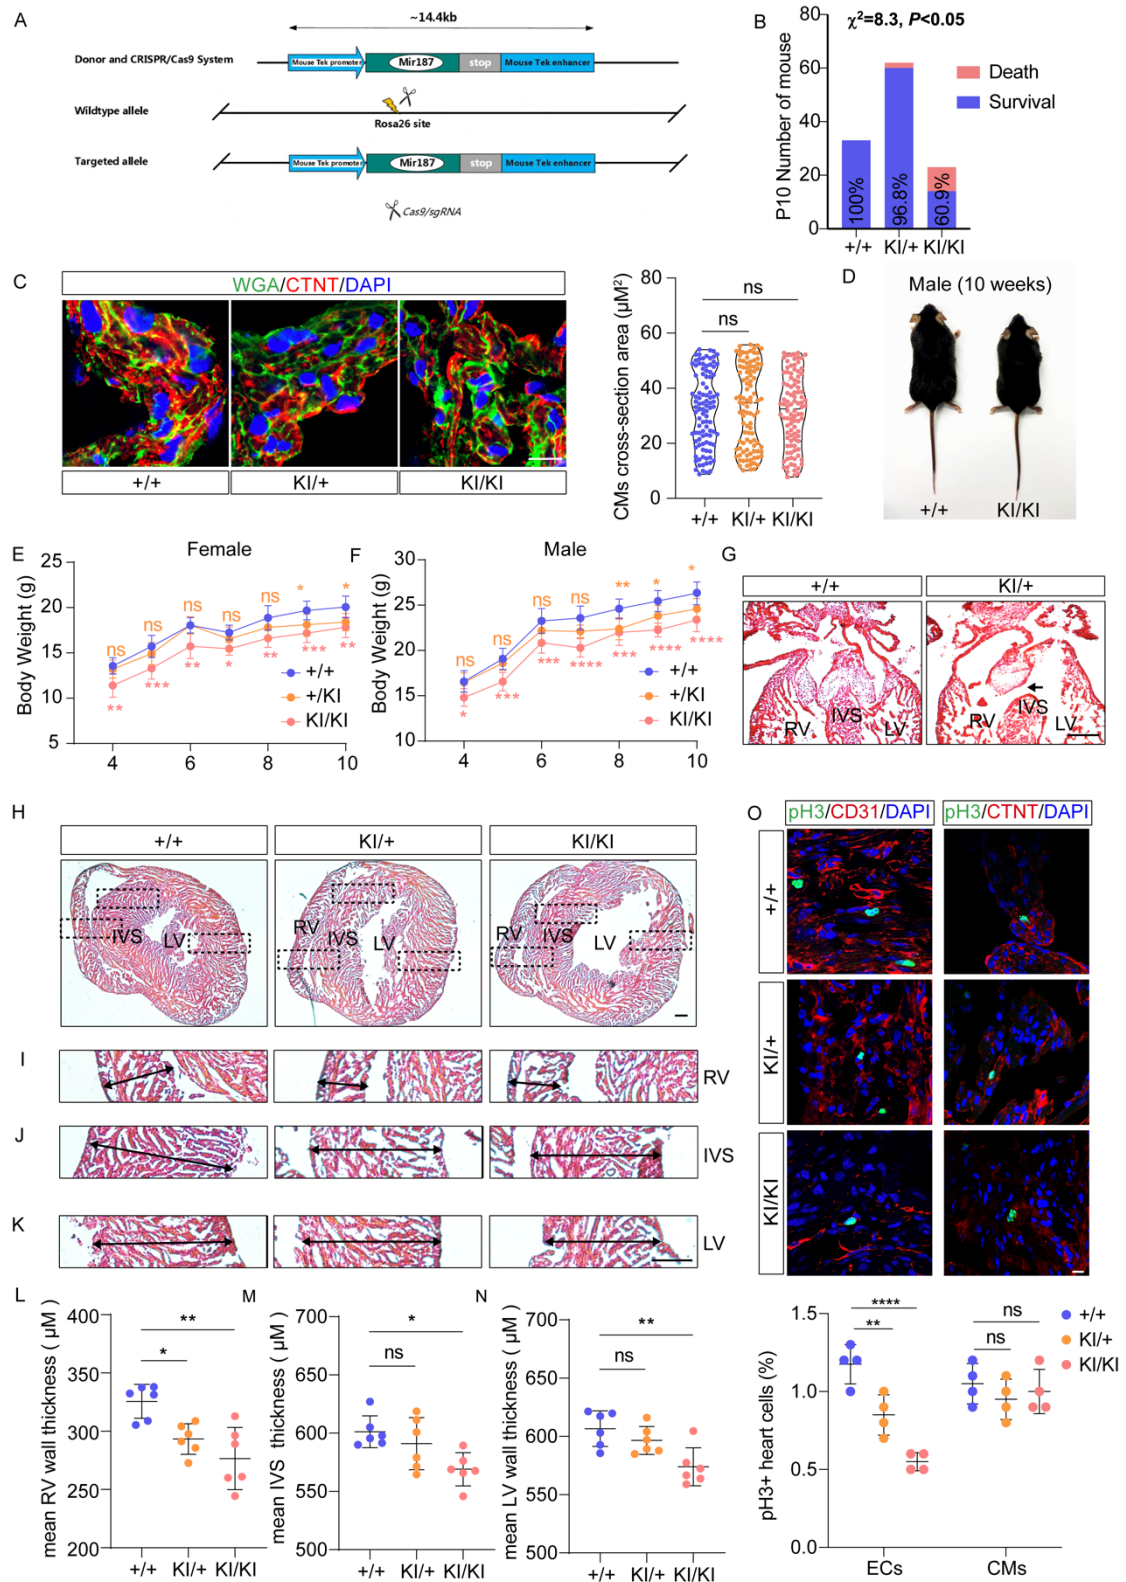 A
~14.4kb
Donor and CRISPR/Cas9 System
Mouse Tek promoter
Mir187
stop
Mouse Tek enhancer
Wildtype allele
Rosa26 site
Targeted allele
Mouse Tek promoter
Mir187
stop
Mouse Tek enhancer
Cas9/sgRNA
B
χ²=8.3, P<0.05
P10 Number of mouse
80
60
40
20
0
Death
Survival
100%
96.8%
60.9%
+/+ KI/+ KI/KI
C
WGA/CTNT/DAPI
+/+ KI/+ KI/KI
CMs cross-section area (μM²)
80
60
40
20
0
ns
ns
+/+ KI/+ KI/KI
D
Male (10 weeks)
+/+ KI/KI
E
Female
Body Weight (g)
25
20
15
10
5
ns ns ns ns ns * *
** *** ** * ** *** **
+/+
+/KI
KI/KI
4 6 8 10
F
Male
Body Weight (g)
30
25
20
15
10
ns ns ns ns ** * *
* *** *** **** *** **** ****
+/+
+/KI
KI/KI
4 6 8 10
G
+/+ KI/+
RV IVS LV
RV IVS LV
H
+/+ KI/+ KI/KI
IVS LV
RV IVS LV
RV IVS LV
I
RV
J
IVS
K
LV
L
mean RV wall thickness ( μM )
400
350
300
250
200
**
*
+/+ KI/+ KI/KI
M
mean IVS thickness ( μM )
700
650
600
550
500
*
ns
+/+ KI/+ KI/KI
N
mean LV wall thickness ( μM )
700
600
550
500
**
ns
+/+ KI/+ KI/KI
O
pH3/CD31/DAPI pH3/CTNT/DAPI
+/+
KI/+
KI/KI
pH3+ heart cells (%)
1.5
1.0
0.5
0.0
****
**
ns
ns
+/+
KI/+
KI/KI
ECs CMs